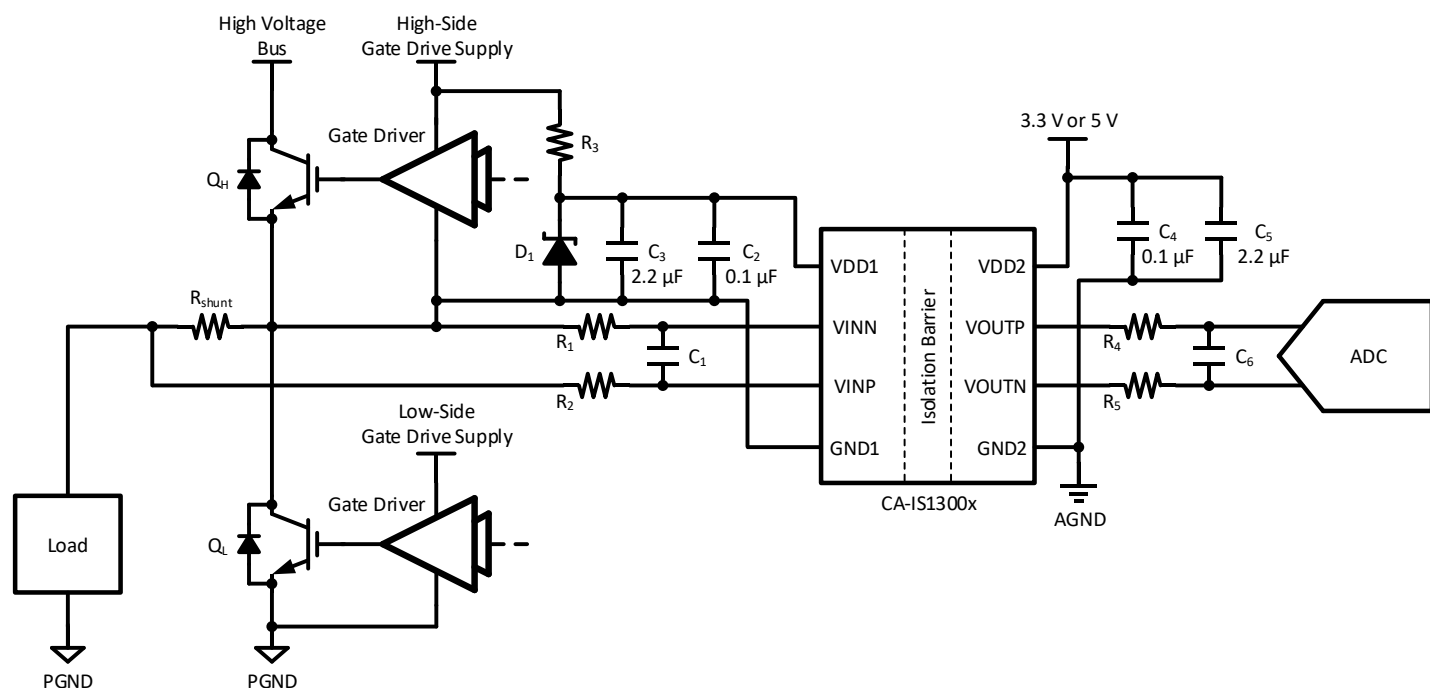 High Voltage
Bus
High-Side
Gate Drive Supply
Gate Driver
R3
3.3 V or 5 V
QH
D1
C3
2.2 µF
C2
0.1 µF
C4
0.1 µF
C5
2.2 µF
VDD1
VDD2
Rshunt
R1
VINN
VOUTP
R4
C1
Isolation Barrier
C6
ADC
R2
VINP
VOUTN
R5
Low-Side
Gate Drive Supply
GND1
GND2
Gate Driver
CA-IS1300x
AGND
Load
QL
PGND
PGND